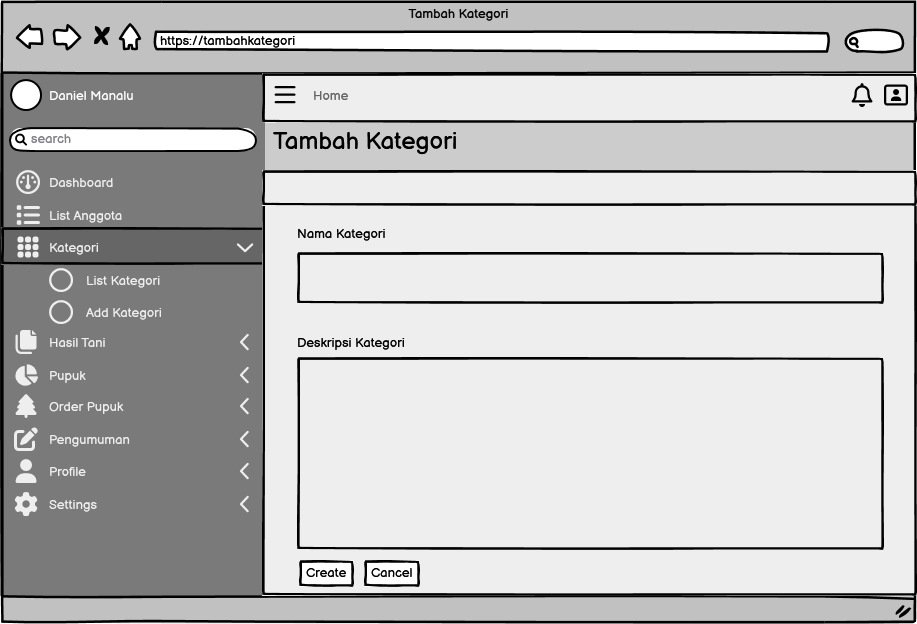 Tambah Kategori
https://tambahkategori
Daniel Manalu
Home
search
Tambah Kategori
Dashboard
List Anggota
Kategori
List Kategori
Add Kategori
Hasil Tani
Pupuk
Order Pupuk
Pengumuman
Profile
Settings
Nama Kategori
Deskripsi Kategori
Create
Cancel